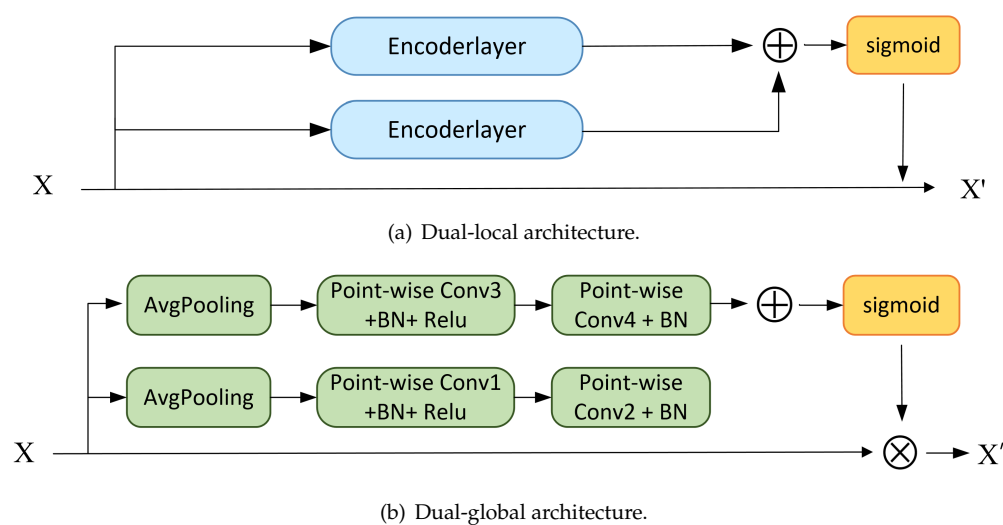 Encoderlayer
sigmoid
Encoderlayer
X
X'
(a) Dual-local architecture.
AvgPooling
Point-wise Conv3
+BN+ Relu
Point-wise
Conv4 + BN
sigmoid
AvgPooling
Point-wise Conv1
+BN+ Relu
Point-wise
Conv2 + BN
X
X'
(b) Dual-global architecture.